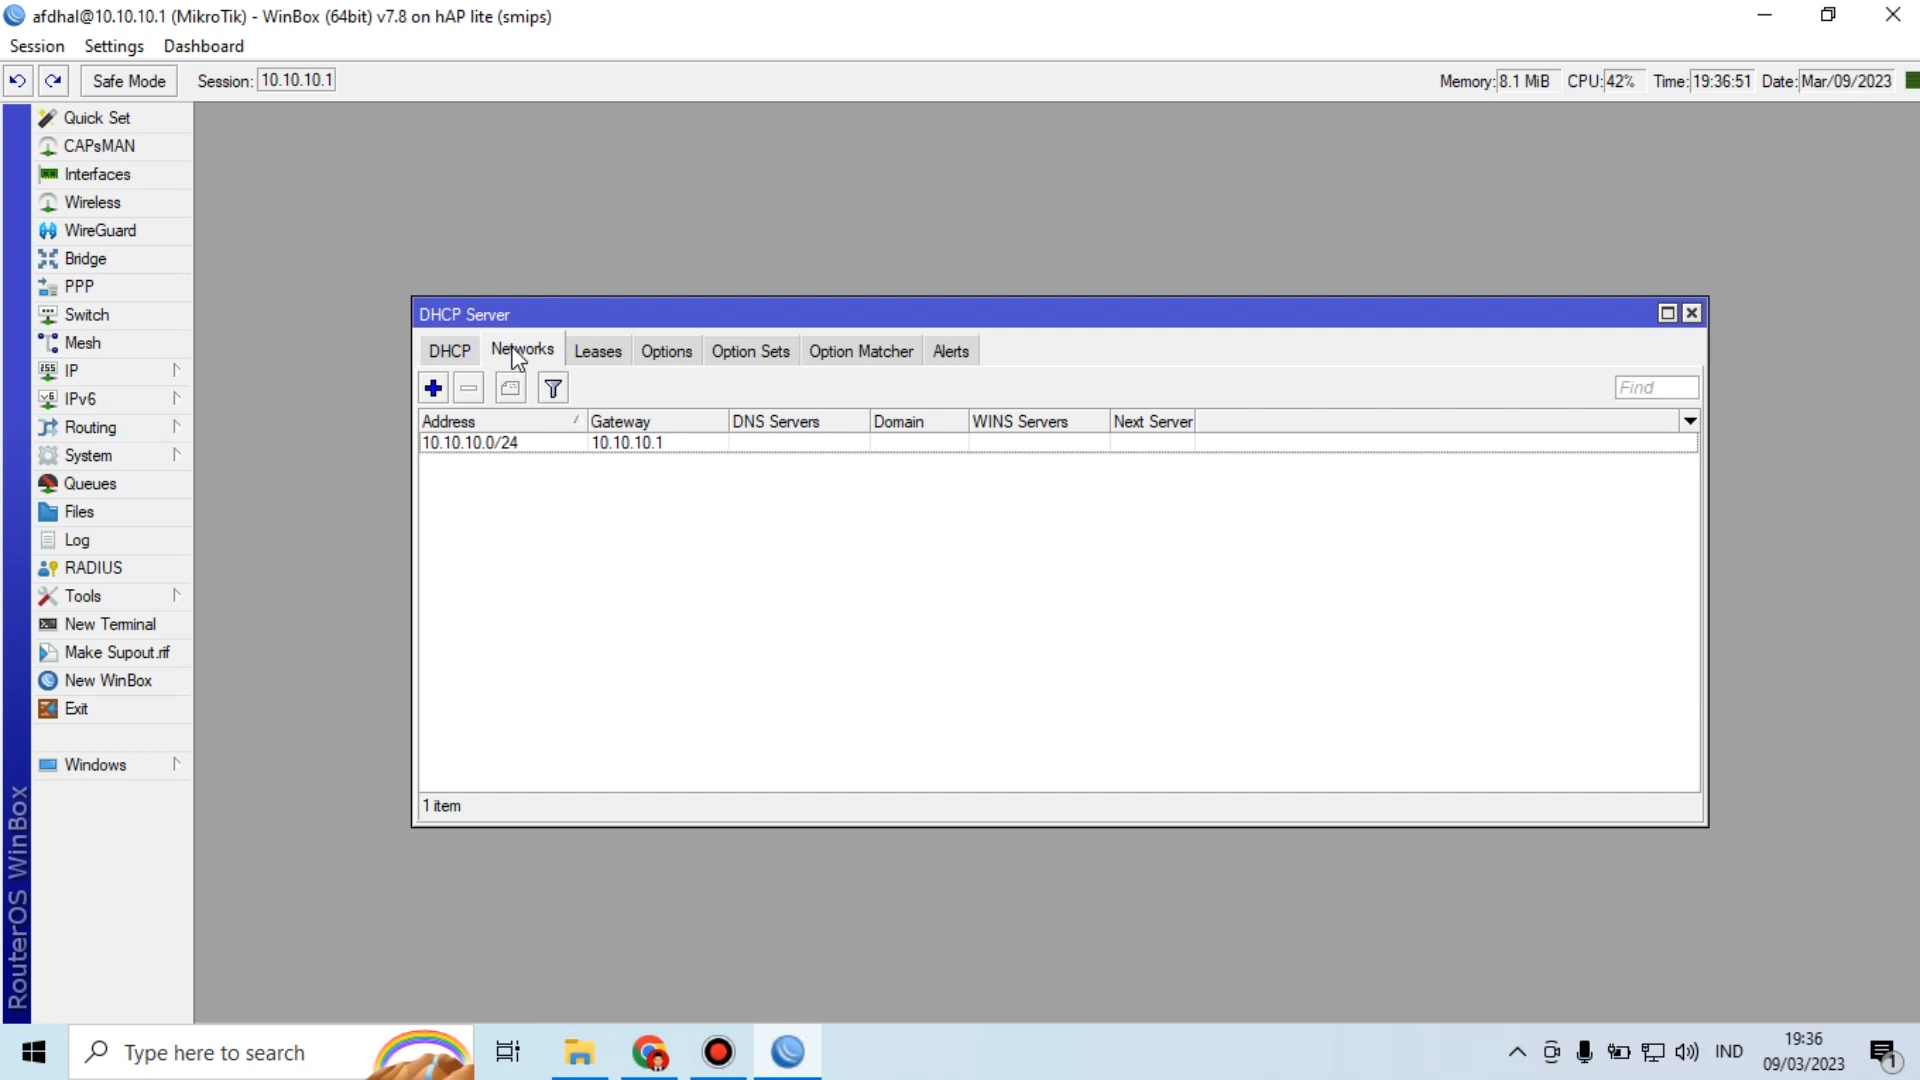 afdhal@10.10.10.1 (MikroTik) - WinBox (64bit) v7.8 on hAP lite (smips)
Session Settings Dashboard
Safe Mode Session: 10.10.10.1 Memory: 8.1 MiB CPU: 42% Time: 19:36:51 Date: Mar/09/2023
Quick Set
CAPsMAN
Interfaces
Wireless
WireGuard
Bridge
PPP
Switch
Mesh
IP
IPv6
Routing
System
Queues
Files
Log
RADIUS
Tools
New Terminal
Make Supout.rif
New WinBox
Exit
Windows
RouterOS WinBox
DHCP Server
DHCP Networks Leases Options Option Sets Option Matcher Alerts
Find
Address Gateway DNS Servers Domain WINS Servers Next Server
10.10.10.0/24 10.10.10.1
1 item
Type here to search
IND
19:36
09/03/2023
1